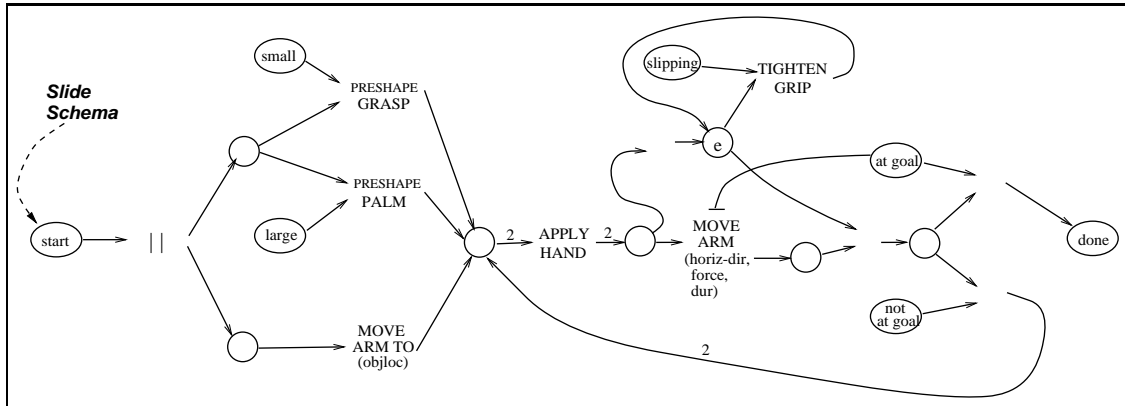 Slide
Schema
start
| |
small
PRESHAPE
GRASP
PRESHAPE
PALM
large
MOVE
ARM TO
(objloc)
2
APPLY
HAND
2
slipping
TIGHTEN
GRIP
e
at goal
MOVE
ARM
(horiz-dir,
force,
dur)
not
at goal
done
2